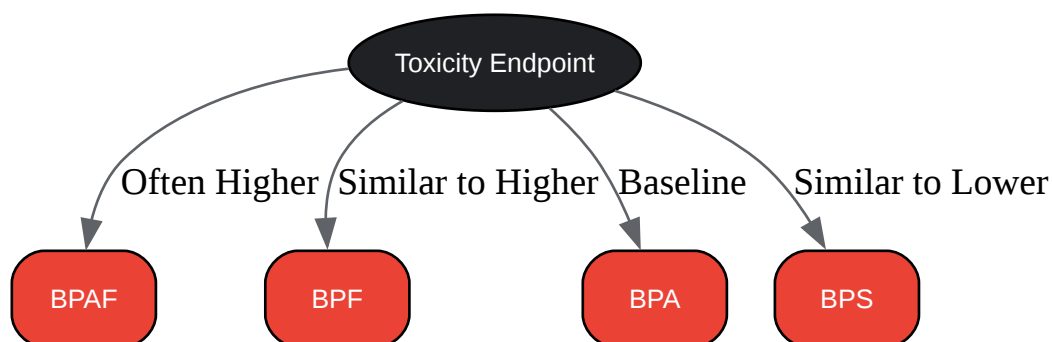 Toxicity Endpoint
Often Higher
Similar to Higher
Baseline
Similar to Lower
BPAF
BPF
BPA
BPS